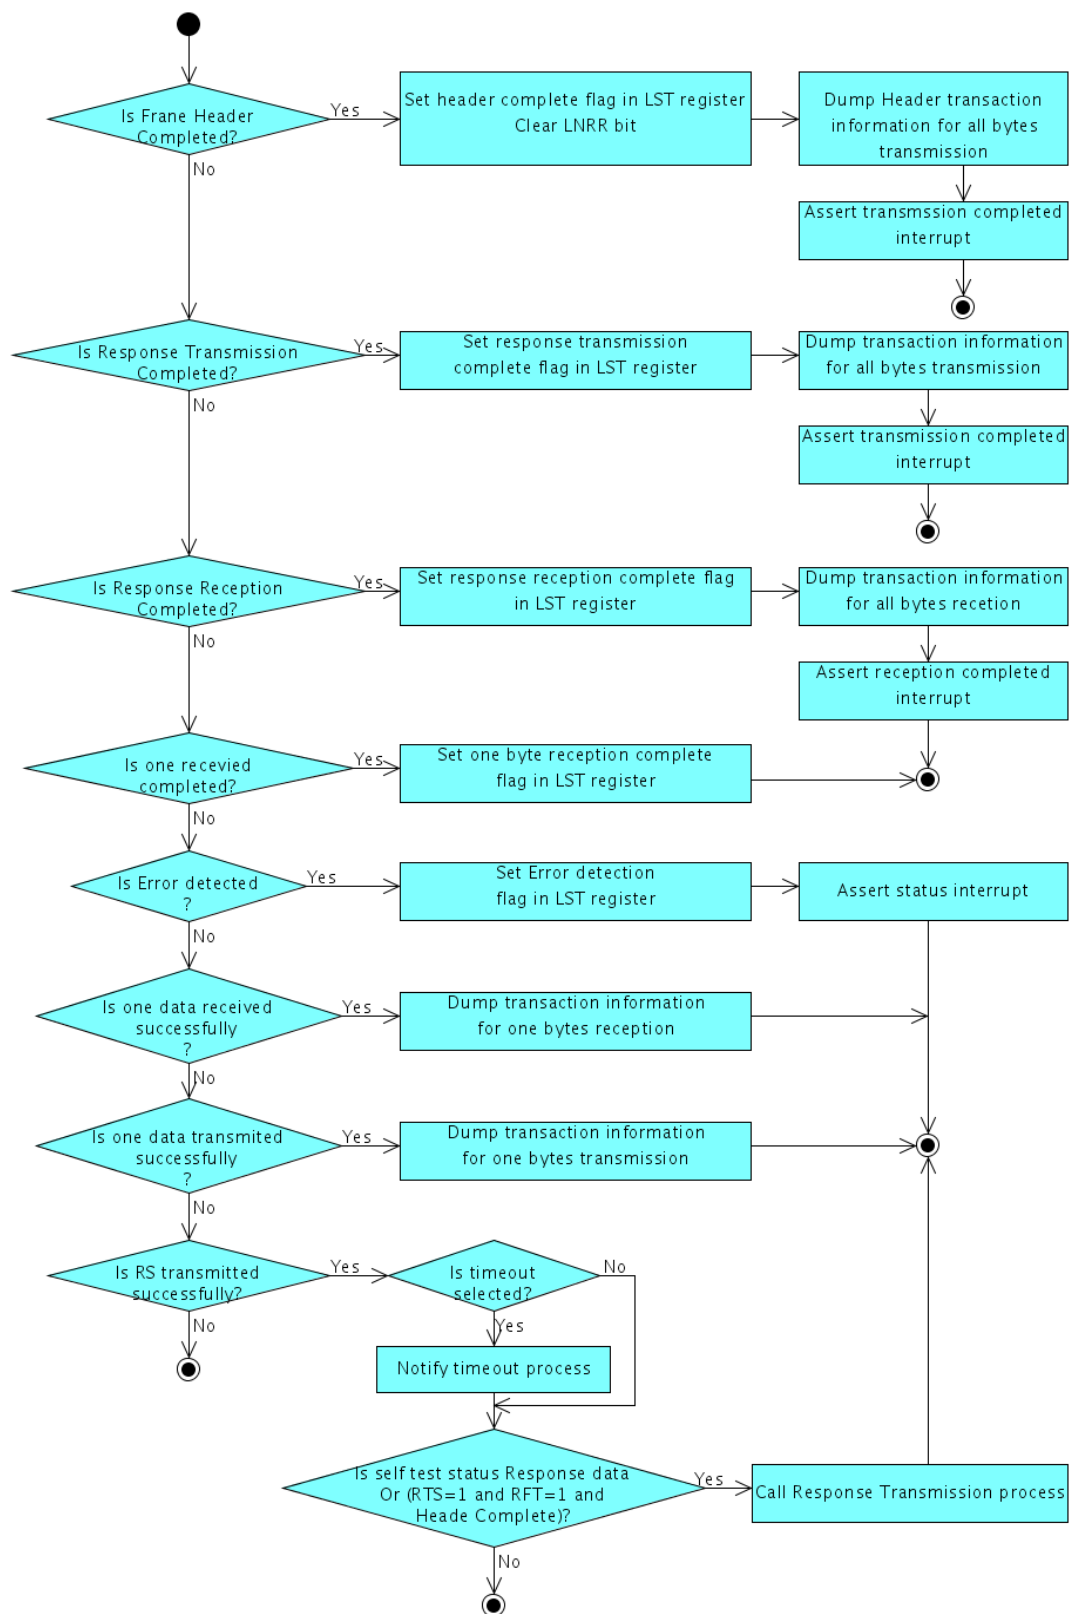 Is Frane Header
Completed?
Yes
No
Set header complete flag in LST register
Clear LNRR bit
Dump Header transaction
information for all bytes
transmission
Assert transmssion completed
interrupt
Is Response Transmission
Completed?
Yes
No
Set response transmission
complete flag in LST register
Dump transaction information
for all bytes transmission
Assert transmission completed
interrupt
Is Response Reception
Completed?
Yes
No
Set response reception complete flag
in LST register
Dump transaction information
for all bytes recetion
Assert reception completed
interrupt
Is one recevied
completed?
Yes
No
Set one byte reception complete
flag in LST register
Is Error detected
?
Yes
No
Set Error detection
flag in LST register
Assert status interrupt
Is one data received
successfully
?
Yes
No
Dump transaction information
for one bytes reception
Is one data transmited
successfully
?
Yes
No
Dump transaction information
for one bytes transmission
Is RS transmitted
successfully?
Yes
No
Is timeout
selected?
No
Yes
Notify timeout process
Is self test status Response data
Or (RTS=1 and RFT=1 and
Heade Complete)?
Yes
No
Call Response Transmission process